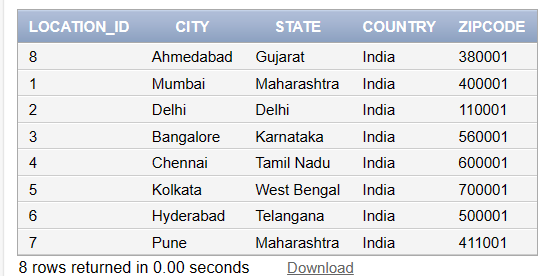 LOCATION_ID CITY STATE COUNTRY ZIPCODE
8 Ahmedabad Gujarat India 380001
1 Mumbai Maharashtra India 400001
2 Delhi Delhi India 110001
3 Bangalore Karnataka India 560001
4 Chennai Tamil Nadu India 600001
5 Kolkata West Bengal India 700001
6 Hyderabad Telangana India 500001
7 Pune Maharashtra India 411001
8 rows returned in 0.00 seconds Download